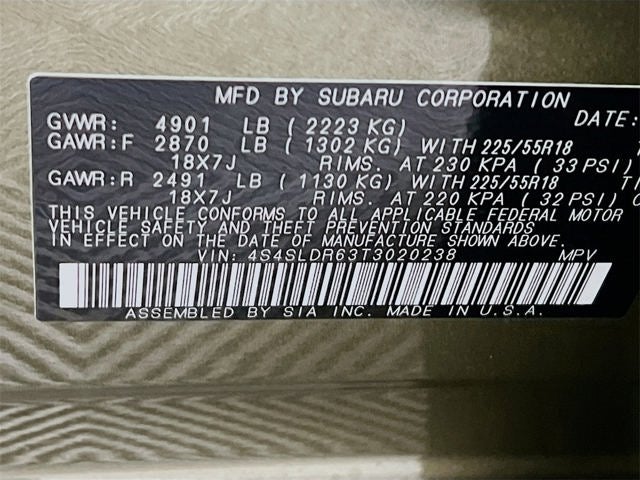 MFD BY SUBARU CORPORATION
GVWR: 4901 LB ( 2223 KG) DATE:
GAWR:F 2870 LB ( 1302 KG) WITH 225/55R18
18X7J RIMS. AT 230 KPA ( 33 PSI)
GAWR:R 2491 LB ( 1130 KG) WITH 225/55R18
18X7J RIMS. AT 220 KPA ( 32 PSI)
THIS VEHICLE CONFORMS TO ALL APPLICABLE FEDERAL MOTOR
VEHICLE SAFETY AND THEFT PREVENTION STANDARDS
IN EFFECT ON THE DATE OF MANUFACTURE SHOWN ABOVE.
VIN: 4S4SLDR63T3020238 MPV
ASSEMBLED BY SIA INC. MADE IN U.S.A.